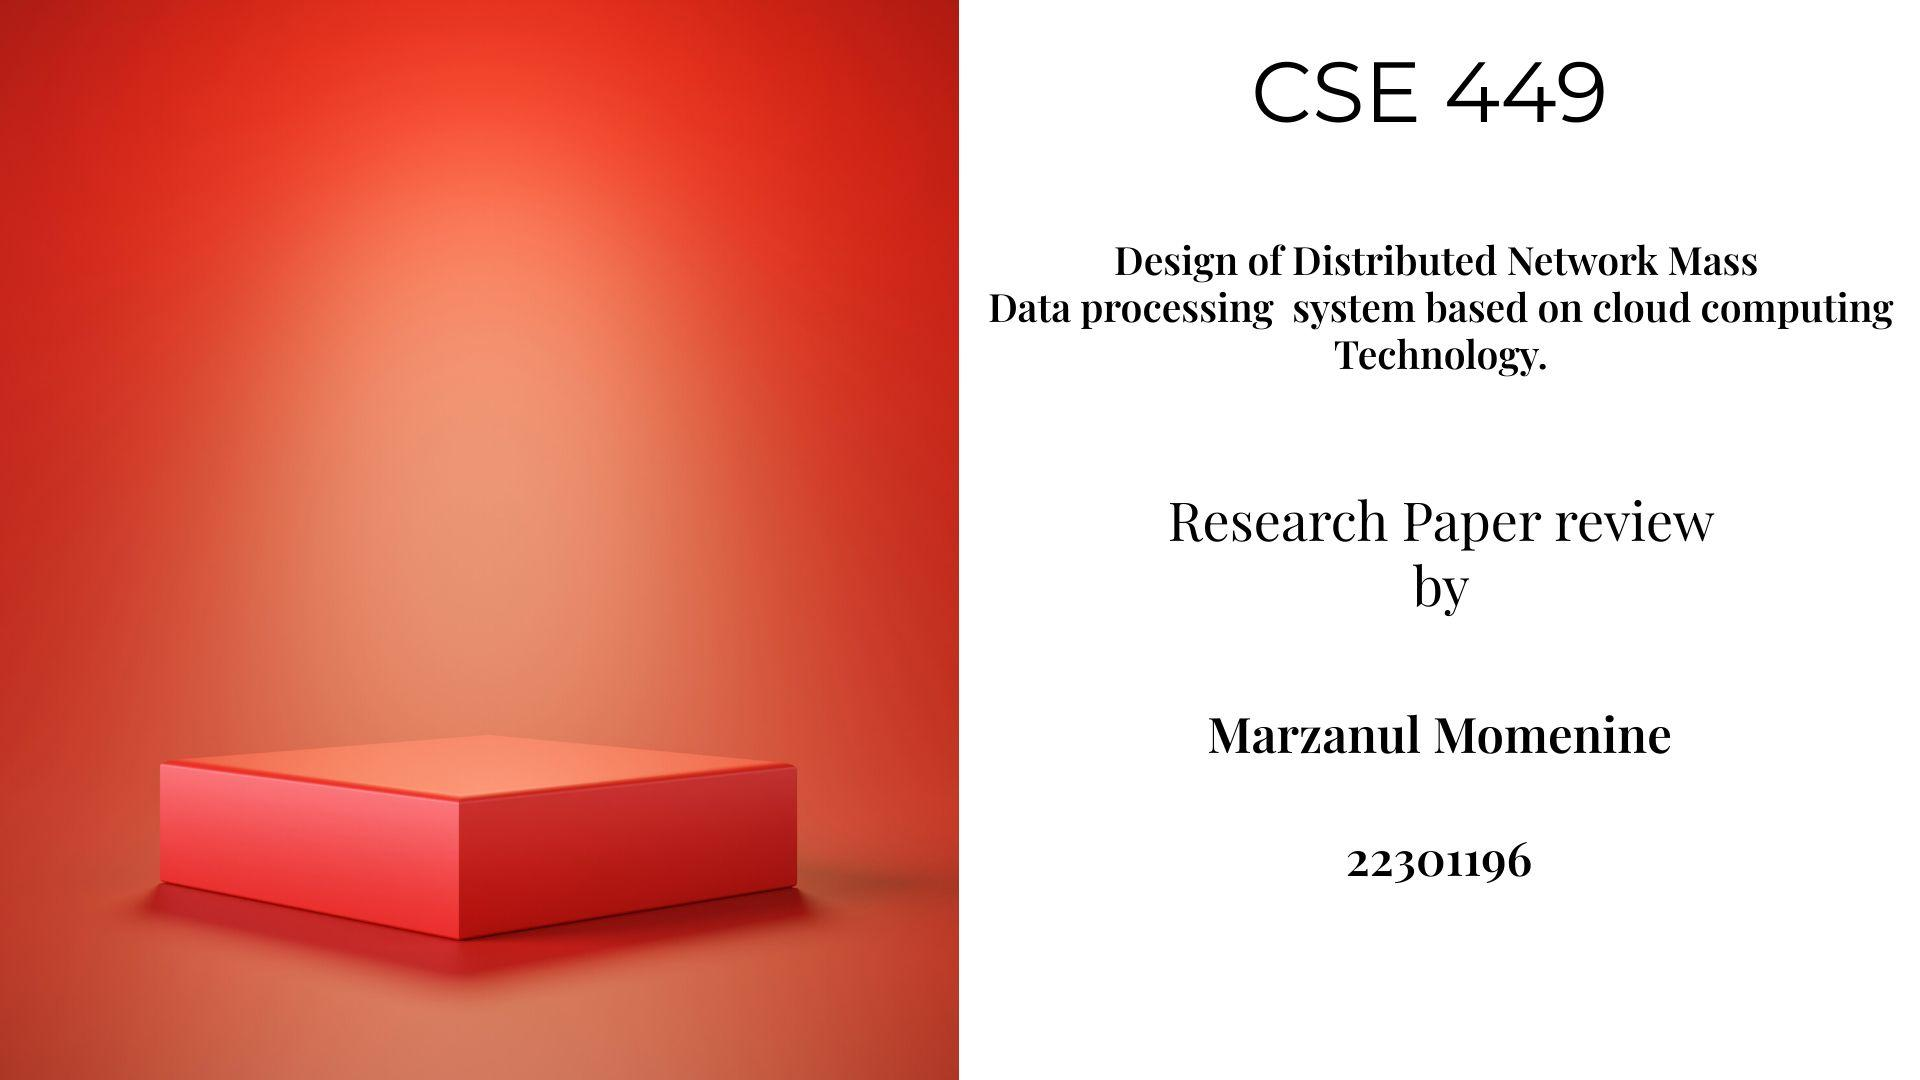 CSE 449
Design of Distributed Network Mass
Data processing  system based on cloud computing
Technology.
Research Paper review
by
Marzanul Momenine
22301196